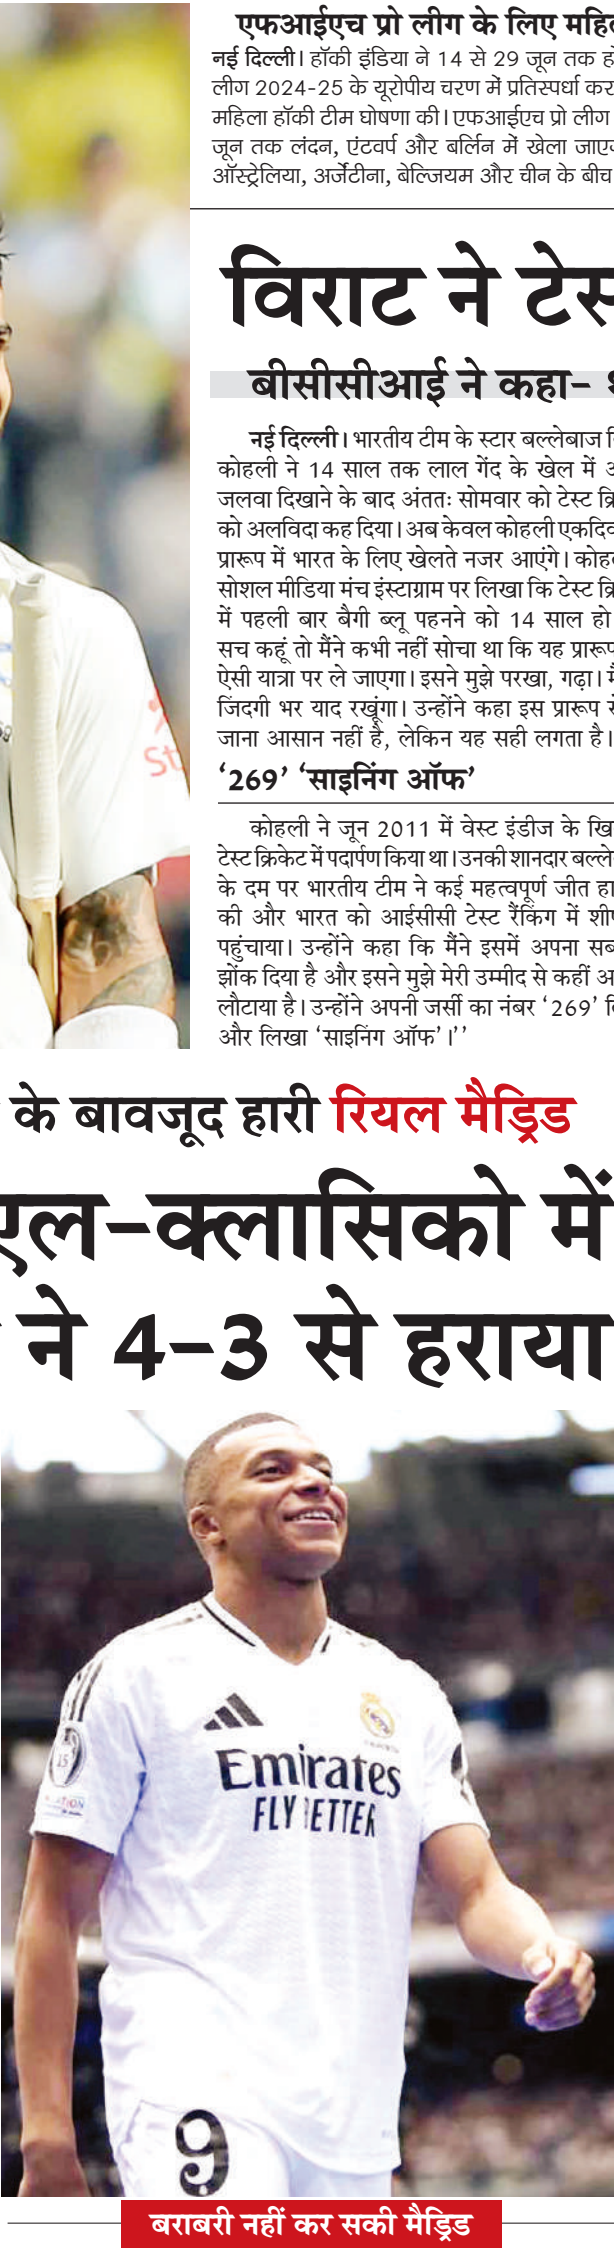 एफआईएच प्रो लीग के लिए
नई दिल्ली। हॉकी इंडिया ने 14 से 29 जून तक
लीग 2024-25 के यूरोपीय चरण में प्रतिस्पर्धा
महिला हॉकी टीम घोषणा की। एफआईएच प्रो लीग
जून तक लंदन, एंटवर्प और बर्लिन में खेला
ऑस्ट्रेलिया, अर्जेंटीना, बेल्जियम और चीन के बीच
विराट ने
बीसीसीआई ने कहा-
नई दिल्ली। भारतीय टीम के स्टार बल्लेबाज
कोहली ने 14 साल तक लाल गेंद के खेल में
जलवा दिखाने के बाद अंततः सोमवार को टेस्ट
को अलविदा कह दिया। अब केवल कोहली
प्रारूप में भारत के लिए खेलते नजर आएंगे।
सोशल मीडिया मंच इंस्टाग्राम पर लिखा कि टेस्ट
में पहली बार बैगी ब्लू पहनने को 14 साल हो
सच कहूं तो मैंने कभी नहीं सोचा था कि यह प्रारूप
ऐसी यात्रा पर ले जाएगा। इसने मुझे परखा, गढ़ा।
जिंदगी भर याद रखूंगा। उन्होंने कहा इस प्रारूप
जाना आसान नहीं है, लेकिन यह सही लगता है।
‘269’ ‘साइनिंग ऑफ’
कोहली ने जून 2011 में वेस्ट इंडीज के
टेस्ट क्रिकेट में पदार्पण किया था। उनकी शानदार
के दम पर भारतीय टीम ने कई महत्वपूर्ण जीत
की और भारत को आईसीसी टेस्ट रैंकिंग में
पहुंचाया। उन्होंने कहा कि मैंने इसमें अपना
झोंक दिया है और इसने मुझे मेरी उम्मीद से कहीं
लौटाया है। उन्होंने अपनी जर्सी का नंबर ‘269’
और लिखा ‘साइनिंग ऑफ’।’’
के बावजूद हारी रियल मैड्रिड
एल-क्लासिको में
ने 4-3 से हराया
15
Emirates
FLY BETTER
9
बराबरी नहीं कर सकी मैड्रिड